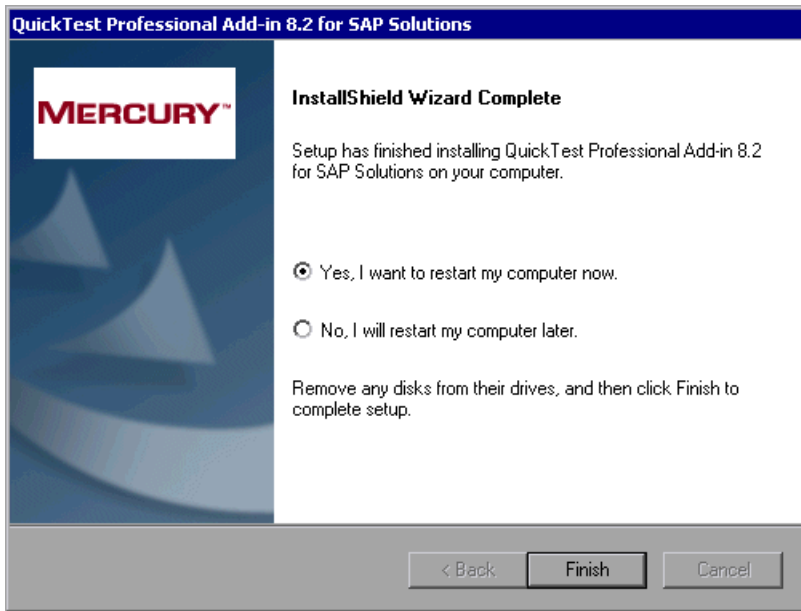 QuickTest Professional Add-in 8.2 for SAP Solutions
MERCURY™
InstallShield Wizard Complete
Setup has finished installing QuickTest Professional Add-in 8.2
for SAP Solutions on your computer.
Yes, I want to restart my computer now.
No, I will restart my computer later.
Remove any disks from their drives, and then click Finish to
complete setup.
< Back
Finish
Cancel